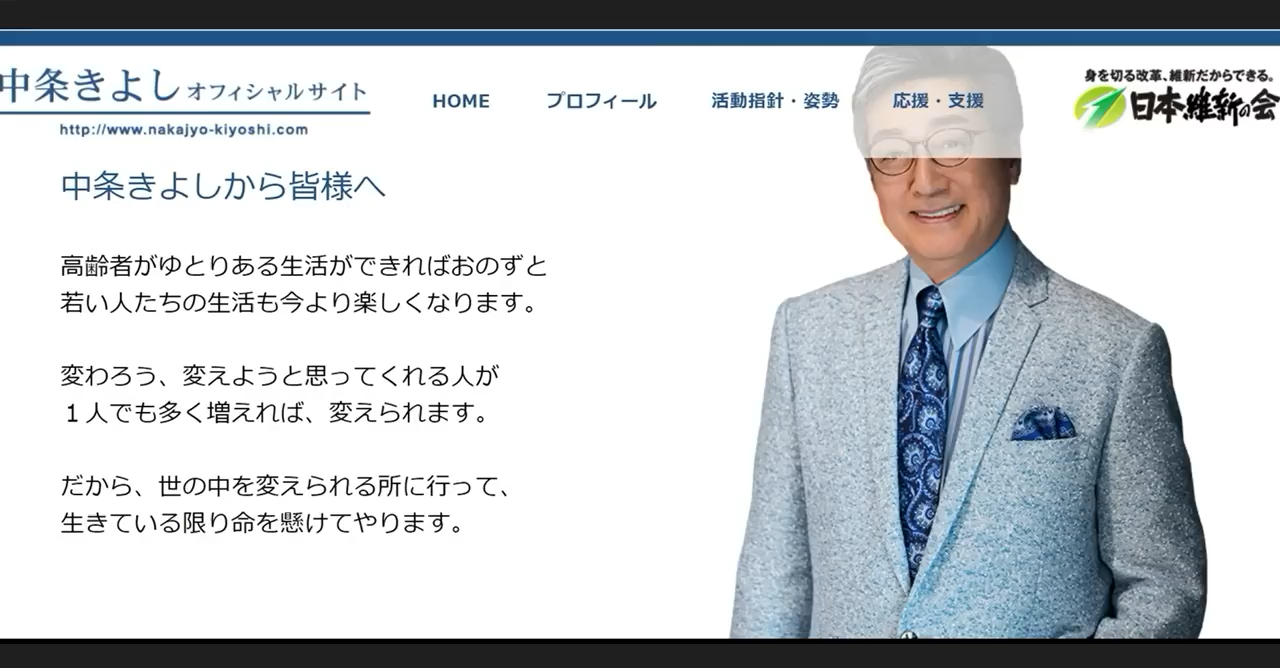 中条きよし オフィシャルサイト
http://www.nakajyo-kiyoshi.com
HOME プロフィール 活動指針・姿勢 応援・支援
身を切る改革、維新だからできる。
日本維新の会
中条きよしから皆様へ
高齢者がゆとりある生活ができればおのずと
若い人たちの生活も今より楽しくなります。
変わろう、変えようと思ってくれる人が
１人でも多く増えれば、変えられます。
だから、世の中を変えられる所に行って、
生きている限り命を懸けてやります。